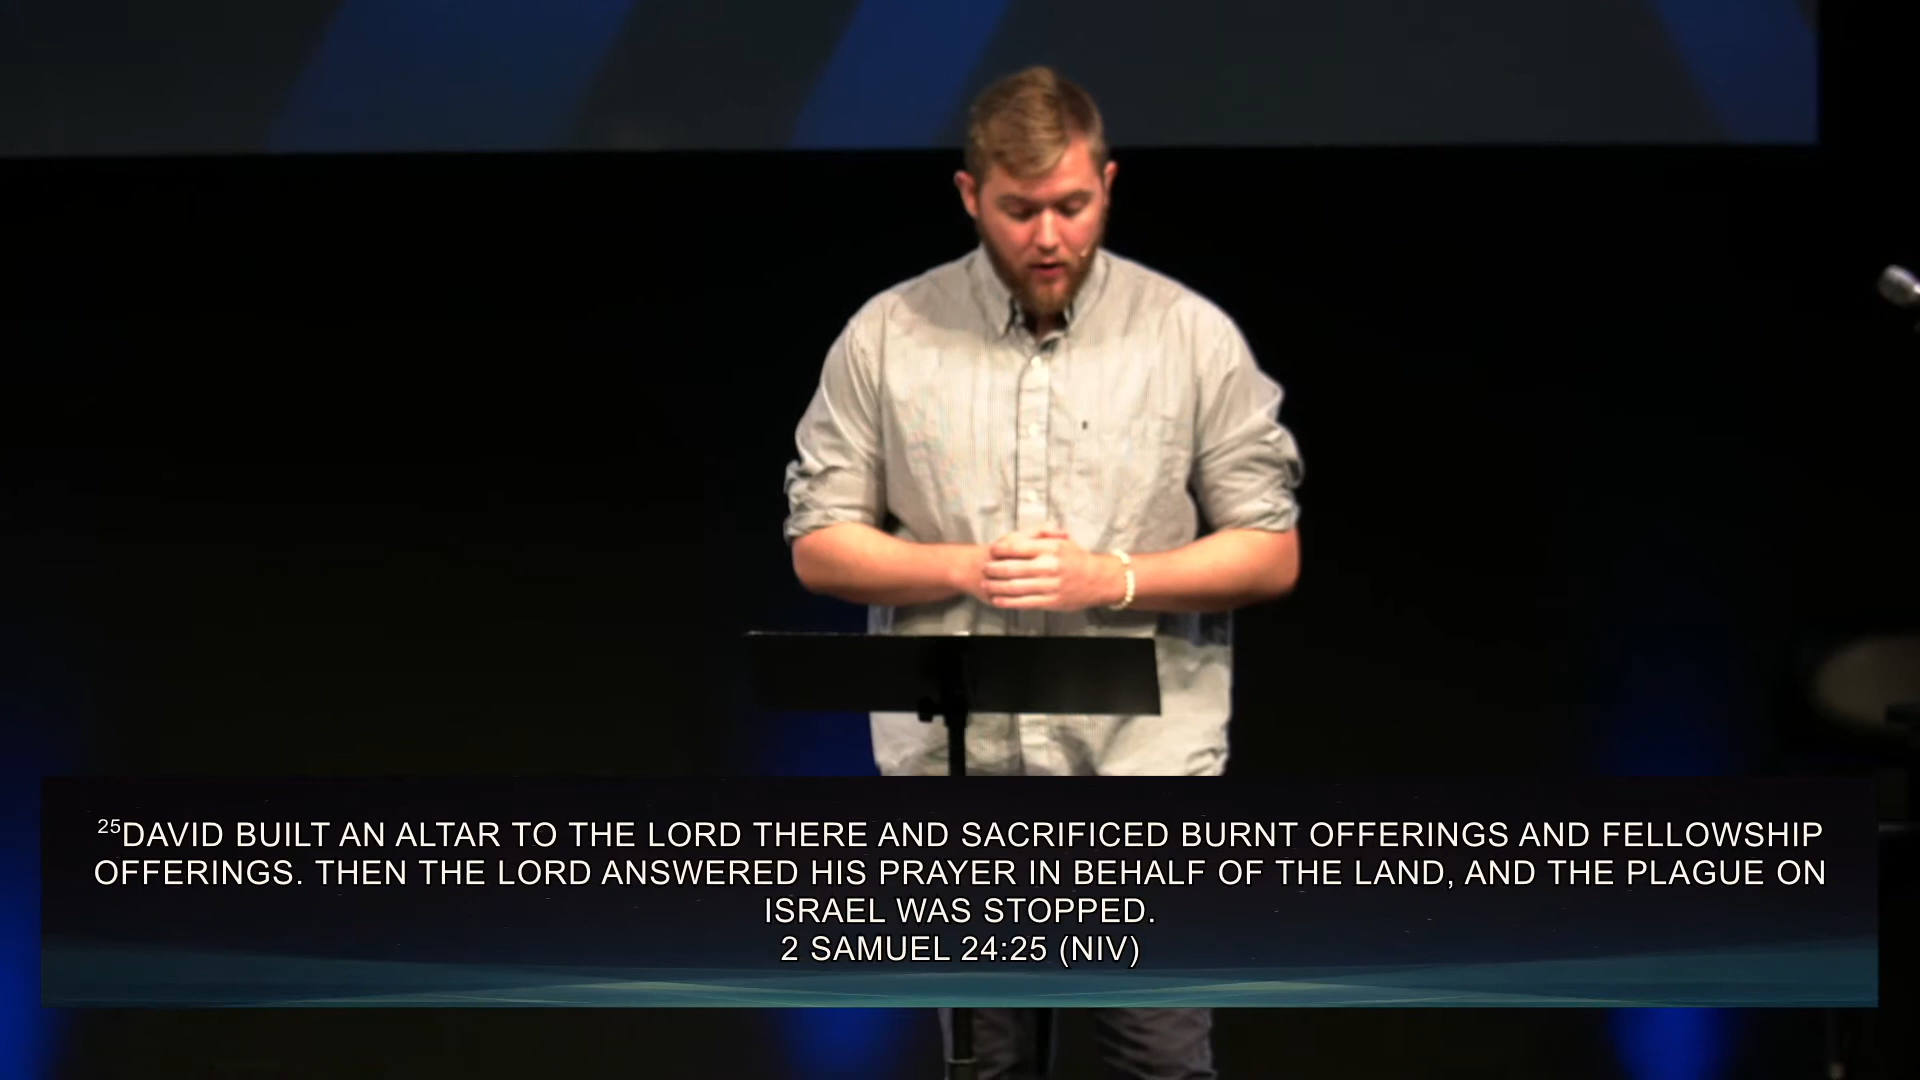 ²⁵DAVID BUILT AN ALTAR TO THE LORD THERE AND SACRIFICED BURNT OFFERINGS AND FELLOWSHIP
OFFERINGS. THEN THE LORD ANSWERED HIS PRAYER IN BEHALF OF THE LAND, AND THE PLAGUE ON
ISRAEL WAS STOPPED.
2 SAMUEL 24:25 (NIV)